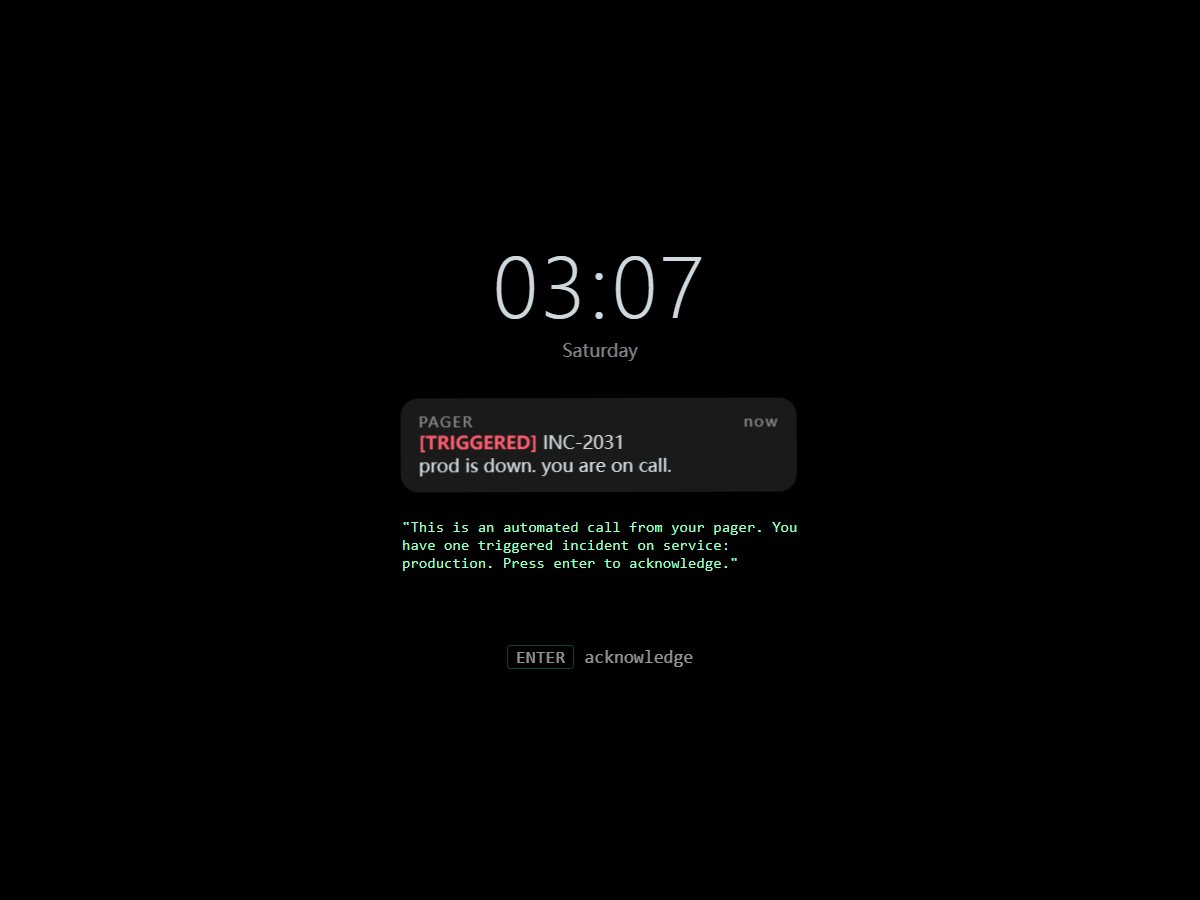 03:07
Saturday
PAGER now
[TRIGGERED] INC-2031
prod is down. you are on call.
"This is an automated call from your pager. You
have one triggered incident on service:
production. Press enter to acknowledge."
ENTER acknowledge